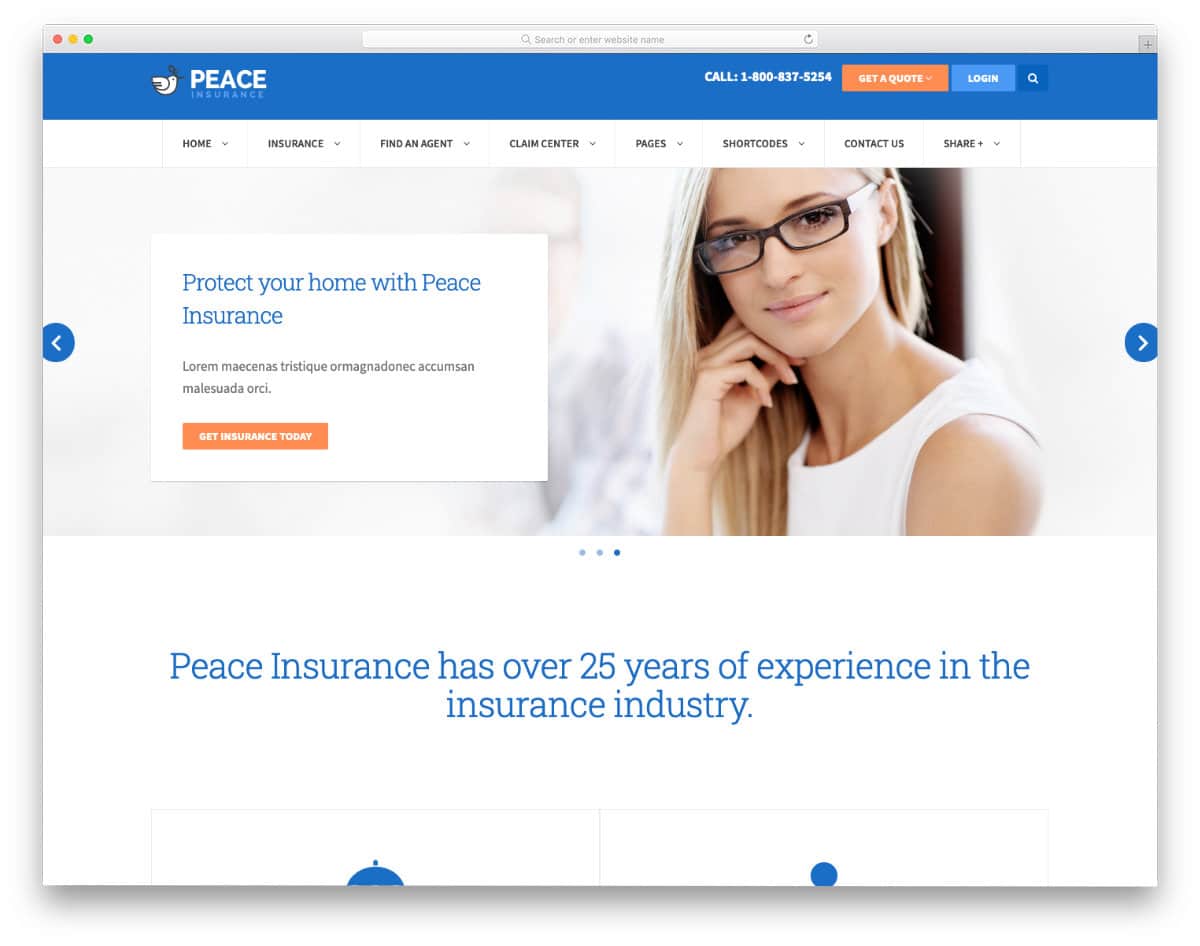 Search or enter website name
PEACE
INSURANCE
CALL: 1-800-837-5254
GET A QUOTE
LOGIN
HOME
INSURANCE
FIND AN AGENT
CLAIM CENTER
PAGES
SHORTCODES
CONTACT US
SHARE +
Protect your home with Peace
Insurance
Lorem maecenas tristique ormagnadonec accumsan
malesuada orci.
GET INSURANCE TODAY
Peace Insurance has over 25 years of experience in the
insurance industry.